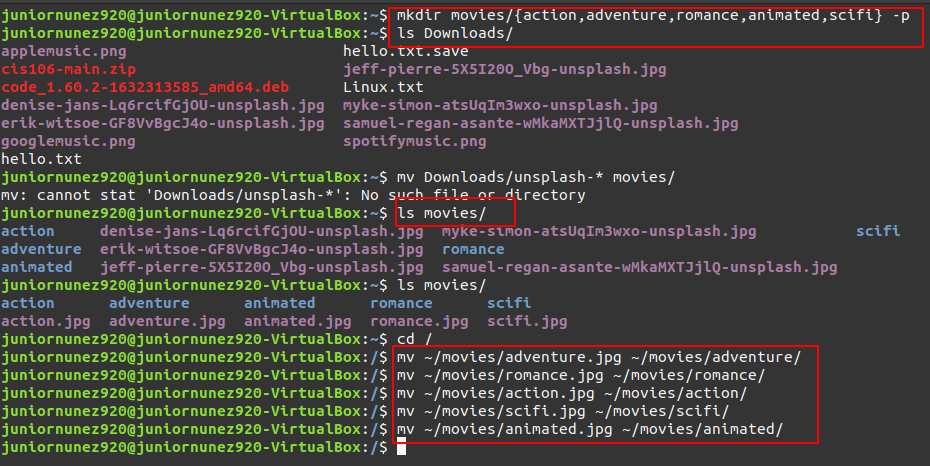 juniornunez920@juniornunez920-VirtualBox:~$ mkdir movies/{action,adventure,romance,animated,scifi} -p
juniornunez920@juniornunez920-VirtualBox:~$ ls Downloads/
applemusic.png hello.txt.save
cis106-main.zip jeff-pierre-5X5I20O_Vbg-unsplash.jpg
code_1.60.2-1632313585_amd64.deb Linux.txt
denise-jans-Lq6rcifGjOU-unsplash.jpg myke-simon-atsUqIm3wxo-unsplash.jpg
erik-witsoe-GF8VvBgcJ4o-unsplash.jpg samuel-regan-asante-wMkaMXTJjlQ-unsplash.jpg
googlemusic.png spotifymusic.png
hello.txt
juniornunez920@juniornunez920-VirtualBox:~$ mv Downloads/unsplash-* movies/
mv: cannot stat 'Downloads/unsplash-*': No such file or directory
juniornunez920@juniornunez920-VirtualBox:~$ ls movies/
action denise-jans-Lq6rcifGjOU-unsplash.jpg myke-simon-atsUqIm3wxo-unsplash.jpg scifi
adventure erik-witsoe-GF8VvBgcJ4o-unsplash.jpg romance
animated jeff-pierre-5X5I20O_Vbg-unsplash.jpg samuel-regan-asante-wMkaMXTJjlQ-unsplash.jpg
juniornunez920@juniornunez920-VirtualBox:~$ ls movies/
action adventure animated romance scifi
action.jpg adventure.jpg animated.jpg romance.jpg scifi.jpg
juniornunez920@juniornunez920-VirtualBox:~$ cd /
juniornunez920@juniornunez920-VirtualBox:/$ mv ~/movies/adventure.jpg ~/movies/adventure/
juniornunez920@juniornunez920-VirtualBox:/$ mv ~/movies/romance.jpg ~/movies/romance/
juniornunez920@juniornunez920-VirtualBox:/$ mv ~/movies/action.jpg ~/movies/action/
juniornunez920@juniornunez920-VirtualBox:/$ mv ~/movies/scifi.jpg ~/movies/scifi/
juniornunez920@juniornunez920-VirtualBox:/$ mv ~/movies/animated.jpg ~/movies/animated/
juniornunez920@juniornunez920-VirtualBox:/$